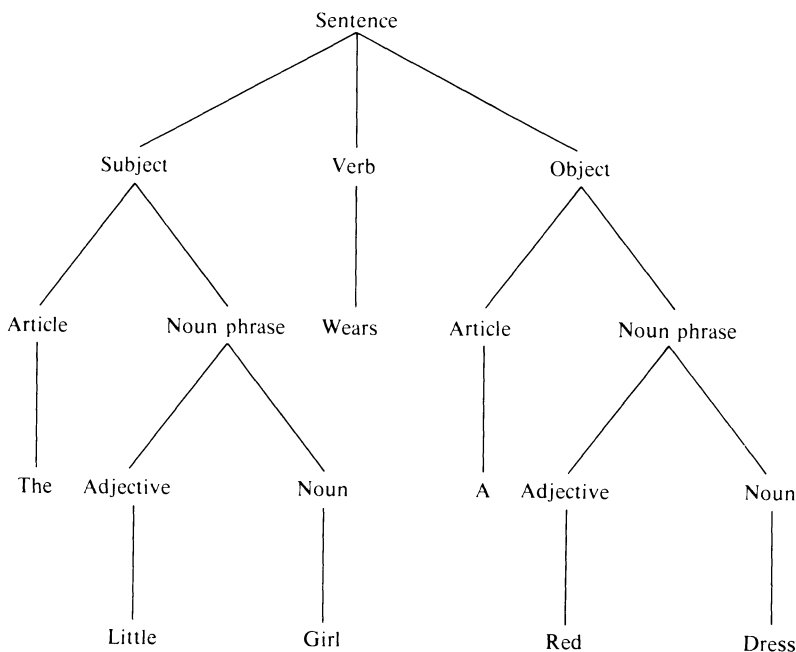 Sentence
Subject Verb Object
Article Noun phrase Wears Article Noun phrase
The Adjective Noun A Adjective Noun
Little Girl Red Dress